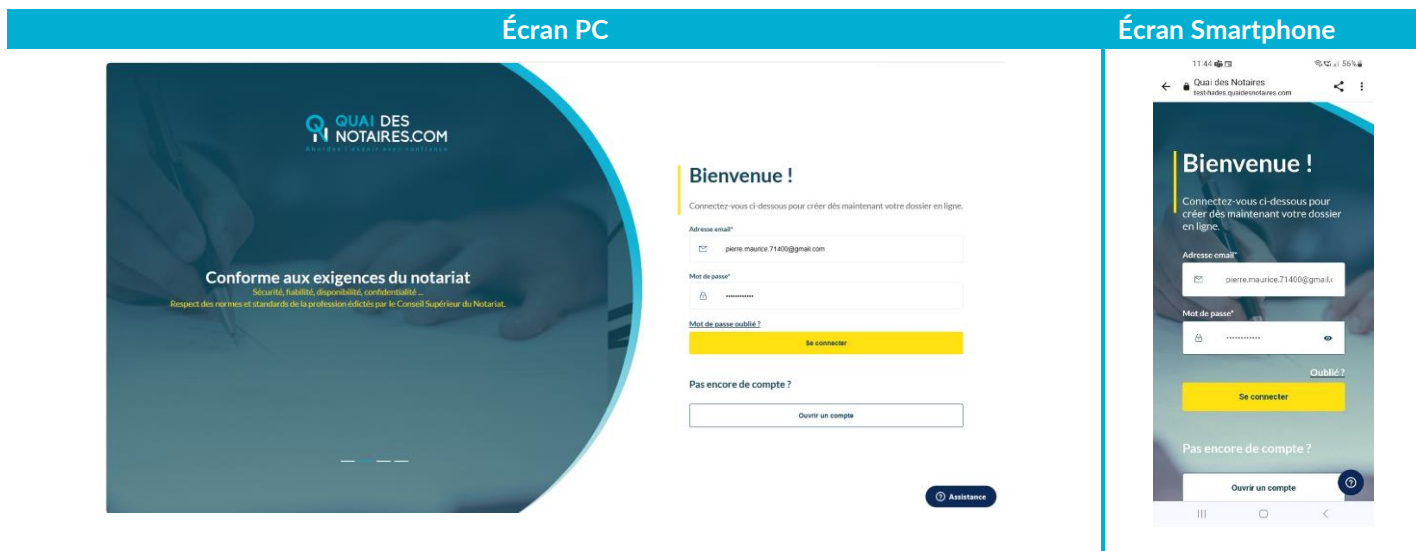 Écran PC
Écran Smartphone
QUAI DES
NOTAIRES.COM
Abordez l'avenir avec confiance
Conforme aux exigences du notariat
Sécurité, fiabilité, disponibilité, confidentialité ...
Respect des normes et standards de la profession édictés par le Conseil Supérieur du Notariat.
Bienvenue !
Connectez-vous ci-dessous pour créer dès maintenant votre dossier en ligne.
Adresse email*
pierre.maurice.71400@gmail.com
Mot de passe*
Mot de passe oublié ?
Se connecter
Pas encore de compte ?
Ouvrir un compte
Assistance
11:44
56%
Quai des Notaires
test-hades.quaidesnotaires.com
Bienvenue !
Connectez-vous ci-dessous pour
créer dès maintenant votre dossier
en ligne.
Adresse email*
pierre.maurice.71400@gmail.c
Mot de passe*
Oublié ?
Se connecter
Pas encore de compte ?
Ouvrir un compte